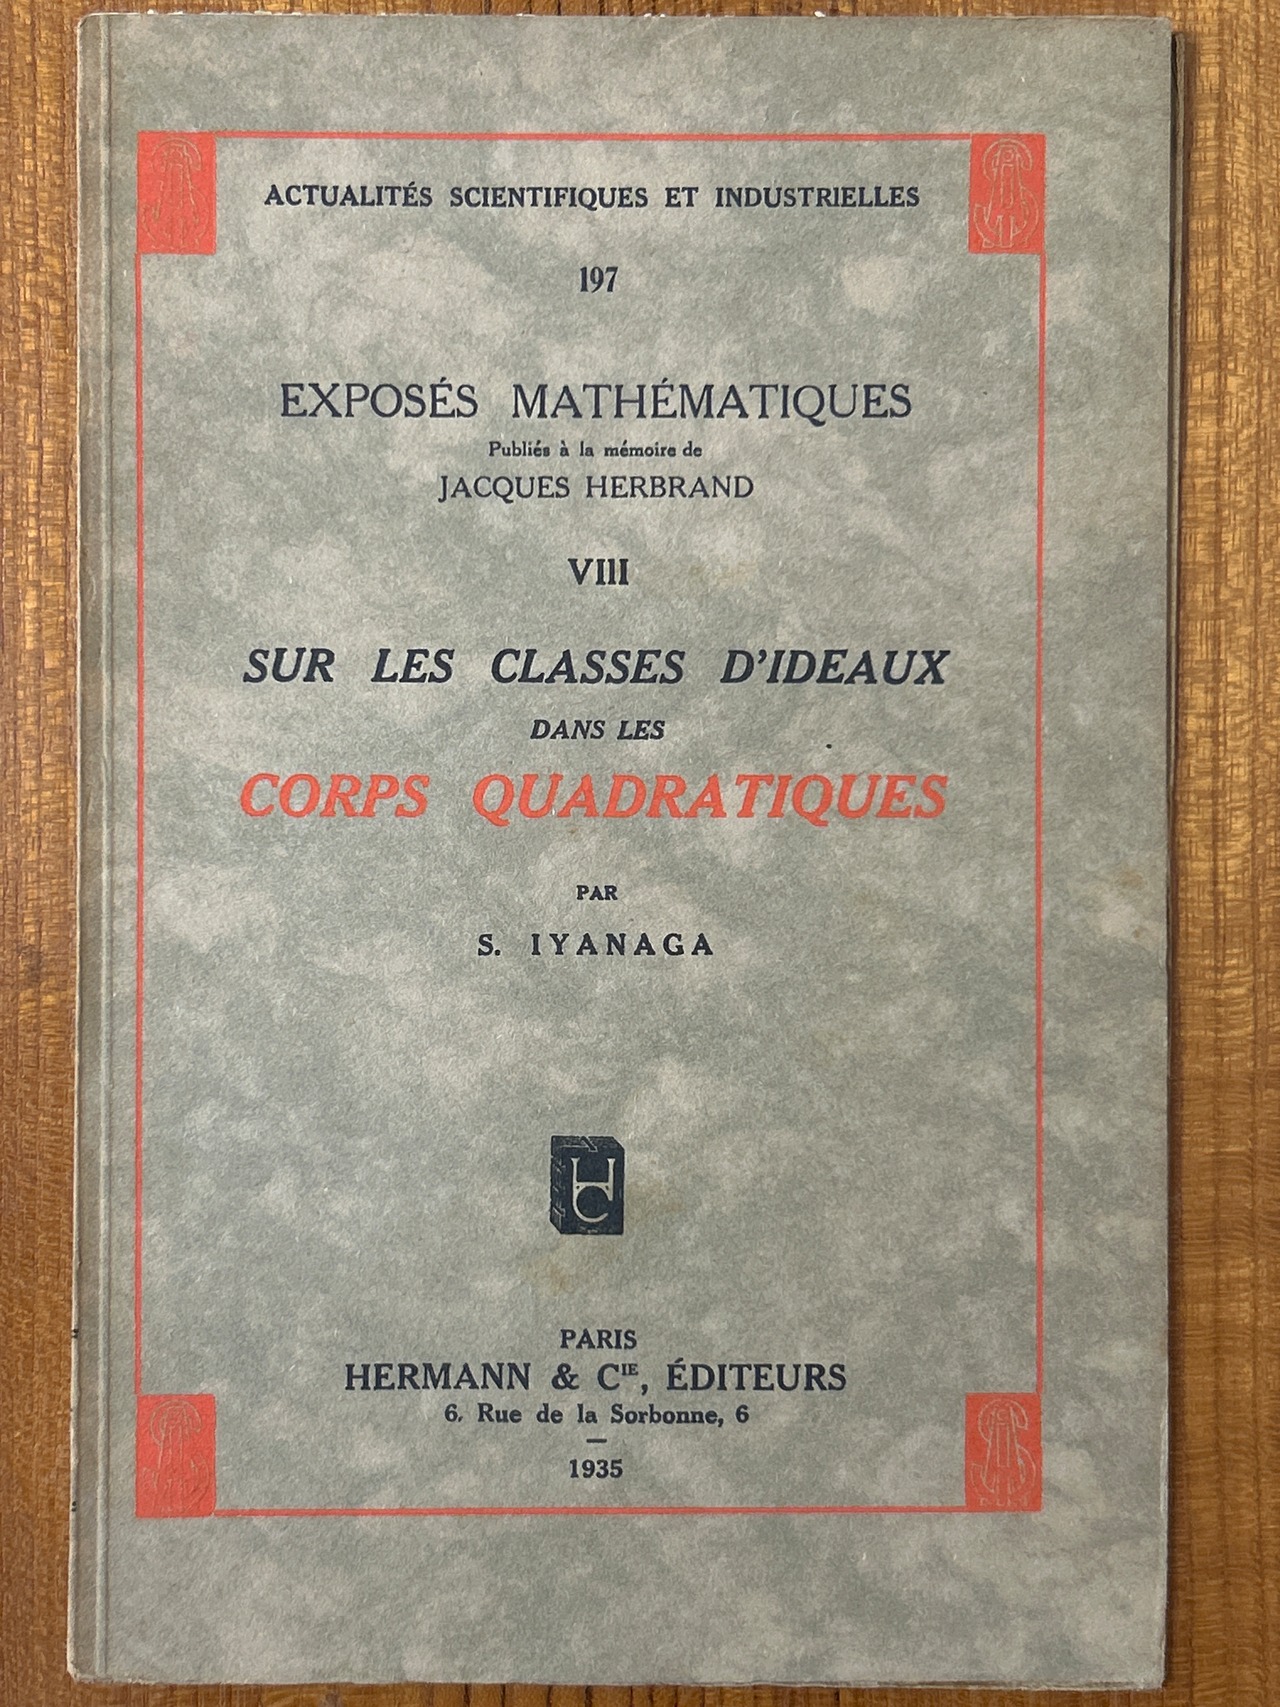 ACTUALITÉS SCIENTIFIQUES ET INDUSTRIELLES
197
EXPOSÉS MATHÉMATIQUES
Publiés à la mémoire de
JACQUES HERBRAND
VIII
SUR LES CLASSES D'IDEAUX
DANS LES
CORPS QUADRATIQUES
PAR
S. IYANAGA
HC
PARIS
HERMANN & CIE, ÉDITEURS
6, Rue de la Sorbonne, 6
1935